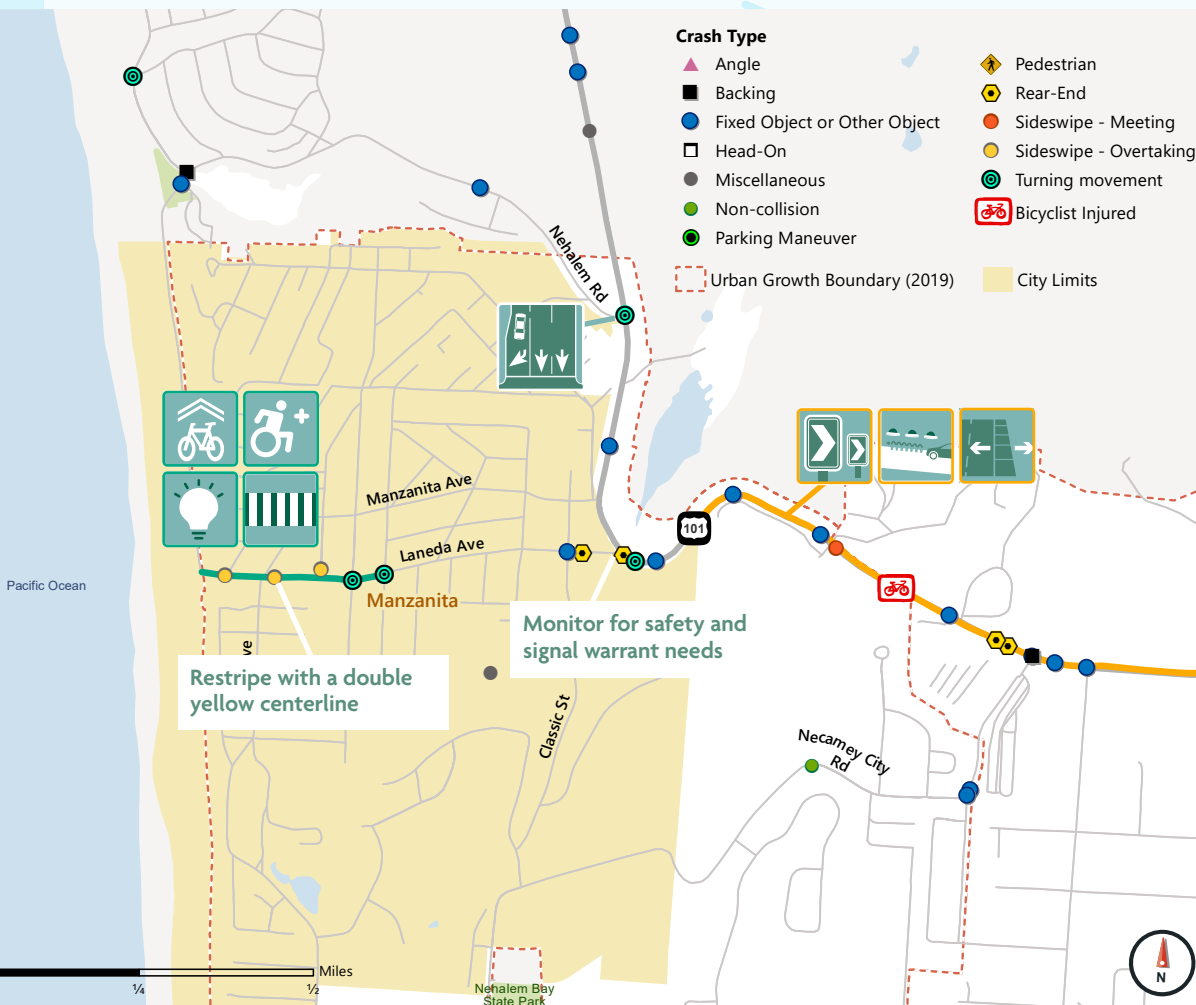 Crash Type
Angle
Backing
Fixed Object or Other Object
Head-On
Miscellaneous
Non-collision
Parking Maneuver
Pedestrian
Rear-End
Sideswipe - Meeting
Sideswipe - Overtaking
Turning movement
Bicyclist Injured
Urban Growth Boundary (2019)
City Limits
Nehalem Rd
Manzanita Ave
Laneda Ave
101
Pacific Ocean
Manzanita
Monitor for safety and
signal warrant needs
Restripe with a double
yellow centerline
ve
Classic St
Necarney City
Rd
Miles
¼
½
Nehalem Bay
State Park
N